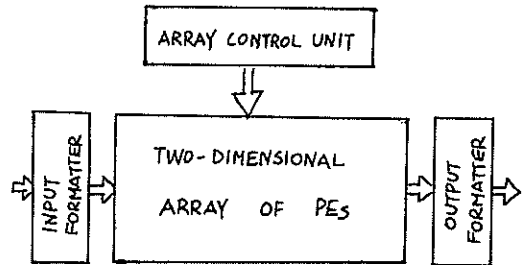 ARRAY CONTROL UNIT
INPUT
FORMATTER
TWO-DIMENSIONAL
ARRAY OF PEs
OUTPUT
FORMATTER